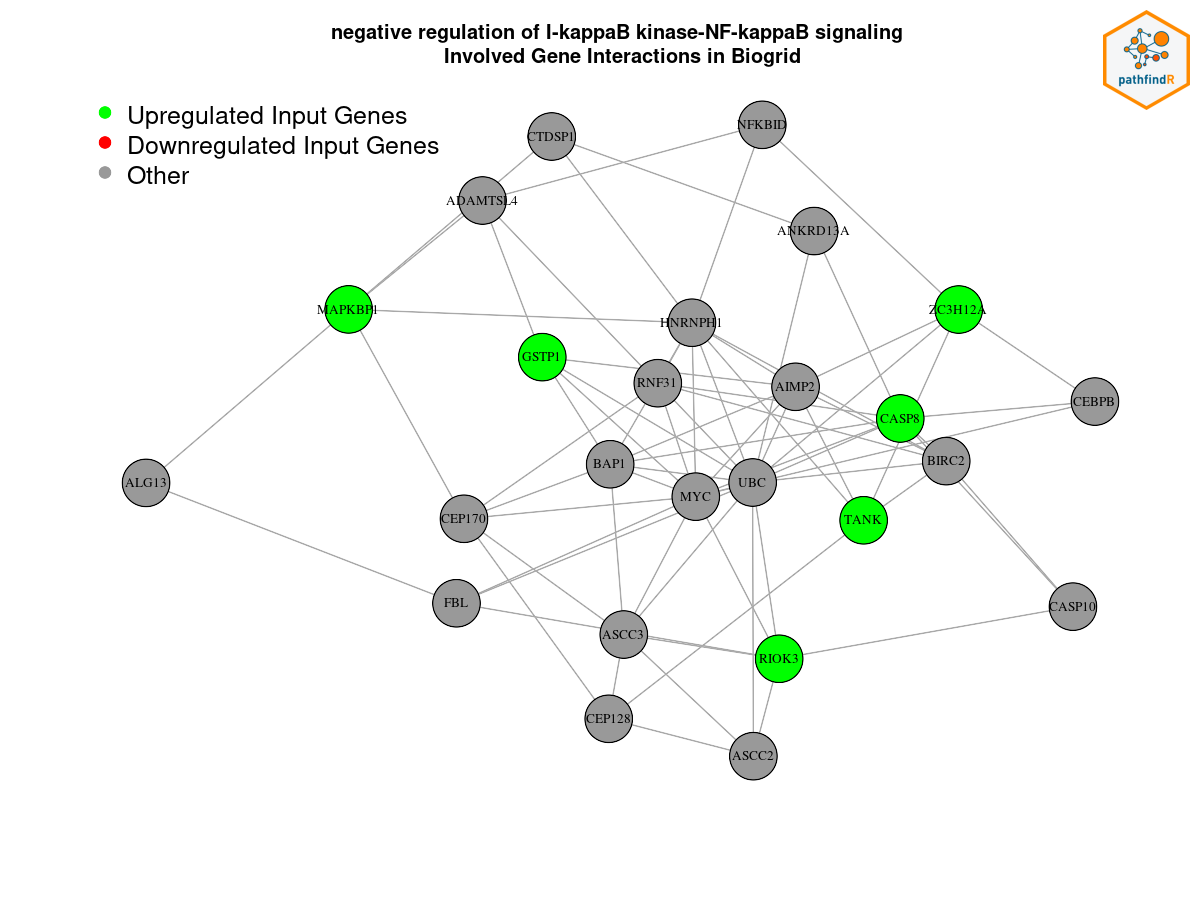 negative regulation of I-kappaB kinase-NF-kappaB signaling
Involved Gene Interactions in Biogrid
pathfindR
Upregulated Input Genes
Downregulated Input Genes
Other
CTDSP1
NFKBID
ADAMTSL4
ANKRD13A
MAPKBP1
ZC3H12A
HNRNPH1
GSTP1
RNF31
AIMP2
CEBPB
CASP8
BAP1
BIRC2
ALG13
UBC
MYC
CEP170
TANK
FBL
CASP10
ASCC3
RIOK3
CEP128
ASCC2